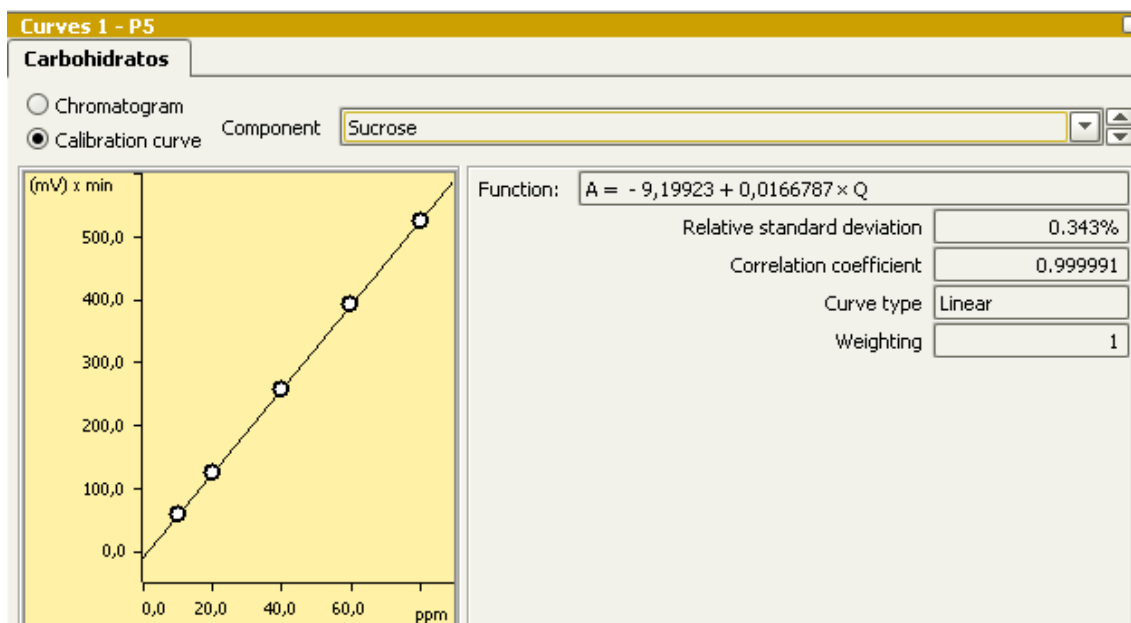 Curves 1 - P5
Carbohidratos
Chromatogram
Calibration curve
Component
Sucrose
(mV) x min
500,0
400,0
300,0
200,0
100,0
0,0
0,0 20,0 40,0 60,0 ppm
Function: A = - 9,19923 + 0,0166787 × Q
Relative standard deviation 0.343%
Correlation coefficient 0.999991
Curve type Linear
Weighting 1